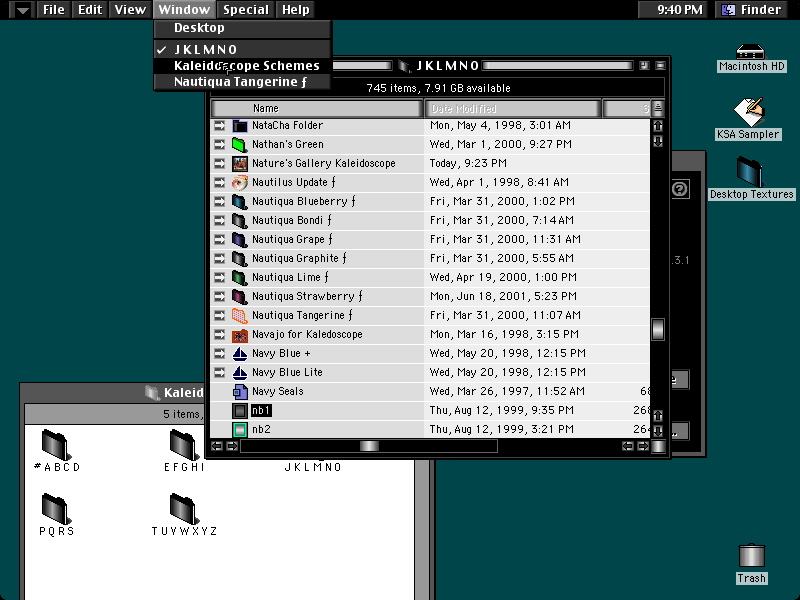 File Edit View Window Special Help 9:40 PM Finder
Desktop
✓ J K L M N O
Kaleidoscope Schemes
Nautiqua Tangerine ƒ
J K L M N O
745 items, 7.91 GB available
Name Date Modified S
NataCha Folder Mon, May 4, 1998, 3:01 AM
Nathan's Green Wed, Mar 1, 2000, 9:27 PM
Nature's Gallery Kaleidoscope Today, 9:23 PM
Nautilus Update ƒ Wed, Apr 1, 1998, 8:41 AM
Nautiqua Blueberry ƒ Fri, Mar 31, 2000, 1:02 PM
Nautiqua Bondi ƒ Fri, Mar 31, 2000, 7:14 AM
Nautiqua Grape ƒ Fri, Mar 31, 2000, 11:31 AM
Nautiqua Graphite ƒ Fri, Mar 31, 2000, 5:55 AM
Nautiqua Lime ƒ Wed, Apr 19, 2000, 1:00 PM
Nautiqua Strawberry ƒ Mon, Jun 18, 2001, 5:23 PM
Nautiqua Tangerine ƒ Fri, Mar 31, 2000, 11:07 AM
Navajo for Kaledoscope Mon, Mar 16, 1998, 3:15 PM
Navy Blue + Wed, May 20, 1998, 12:15 PM
Navy Blue Lite Wed, May 20, 1998, 12:15 PM
Navy Seals Wed, Mar 26, 1997, 11:52 AM 68
nb1 Thu, Aug 12, 1999, 9:35 PM 268
nb2 Thu, Aug 12, 1999, 3:21 PM 264
.3.1
e
...
Kaleid
5 items,
#ABCD EFGHI JKLMNO
PQRS TUVWXYZ
Macintosh HD
KSA Sampler
Desktop Textures
Trash